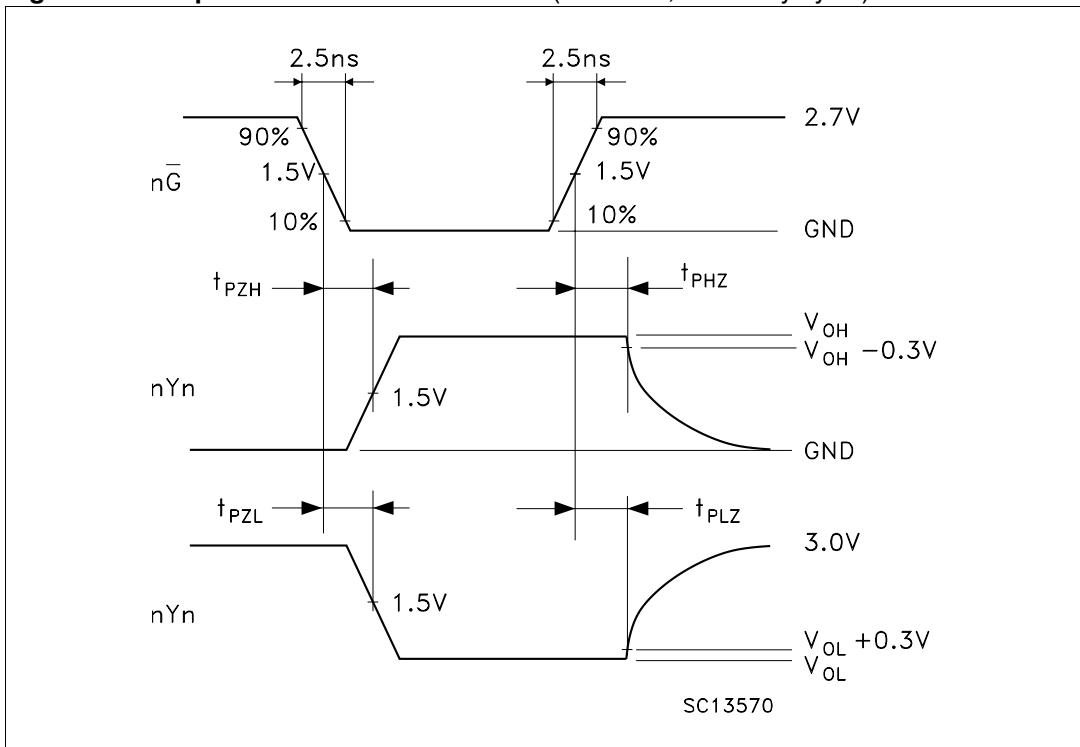 2.5ns 2.5ns
2.7V
90% 90%
1.5V 1.5V
nG̅
10% 10%
GND
tPZH tPHZ
VOH
VOH −0.3V
nYn
1.5V
GND
tPZL tPLZ
3.0V
1.5V
nYn
VOL +0.3V
VOL
SC13570